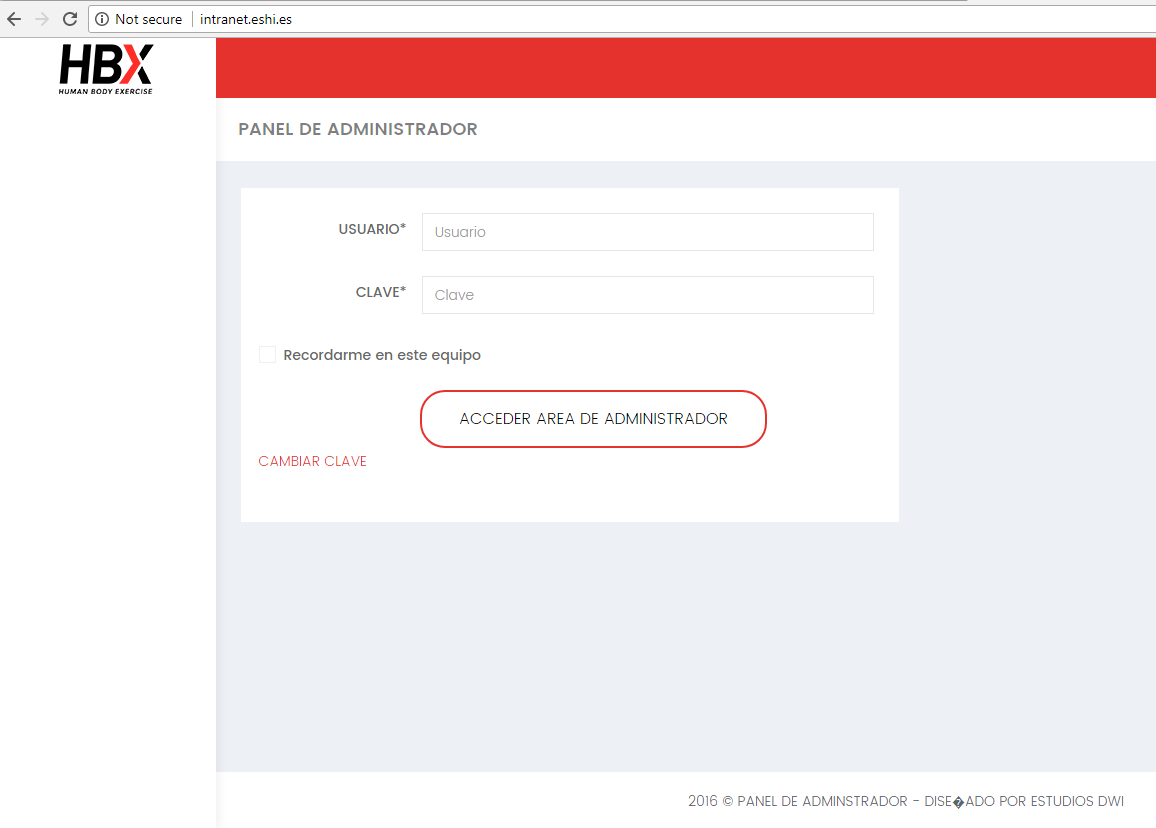 Not secure intranet.eshi.es
HBX
HUMAN BODY EXERCISE
PANEL DE ADMINISTRADOR
USUARIO* Usuario
CLAVE* Clave
Recordarme en este equipo
ACCEDER AREA DE ADMINISTRADOR
CAMBIAR CLAVE
2016 © PANEL DE ADMINSTRADOR - DISE�ADO POR ESTUDIOS DWI